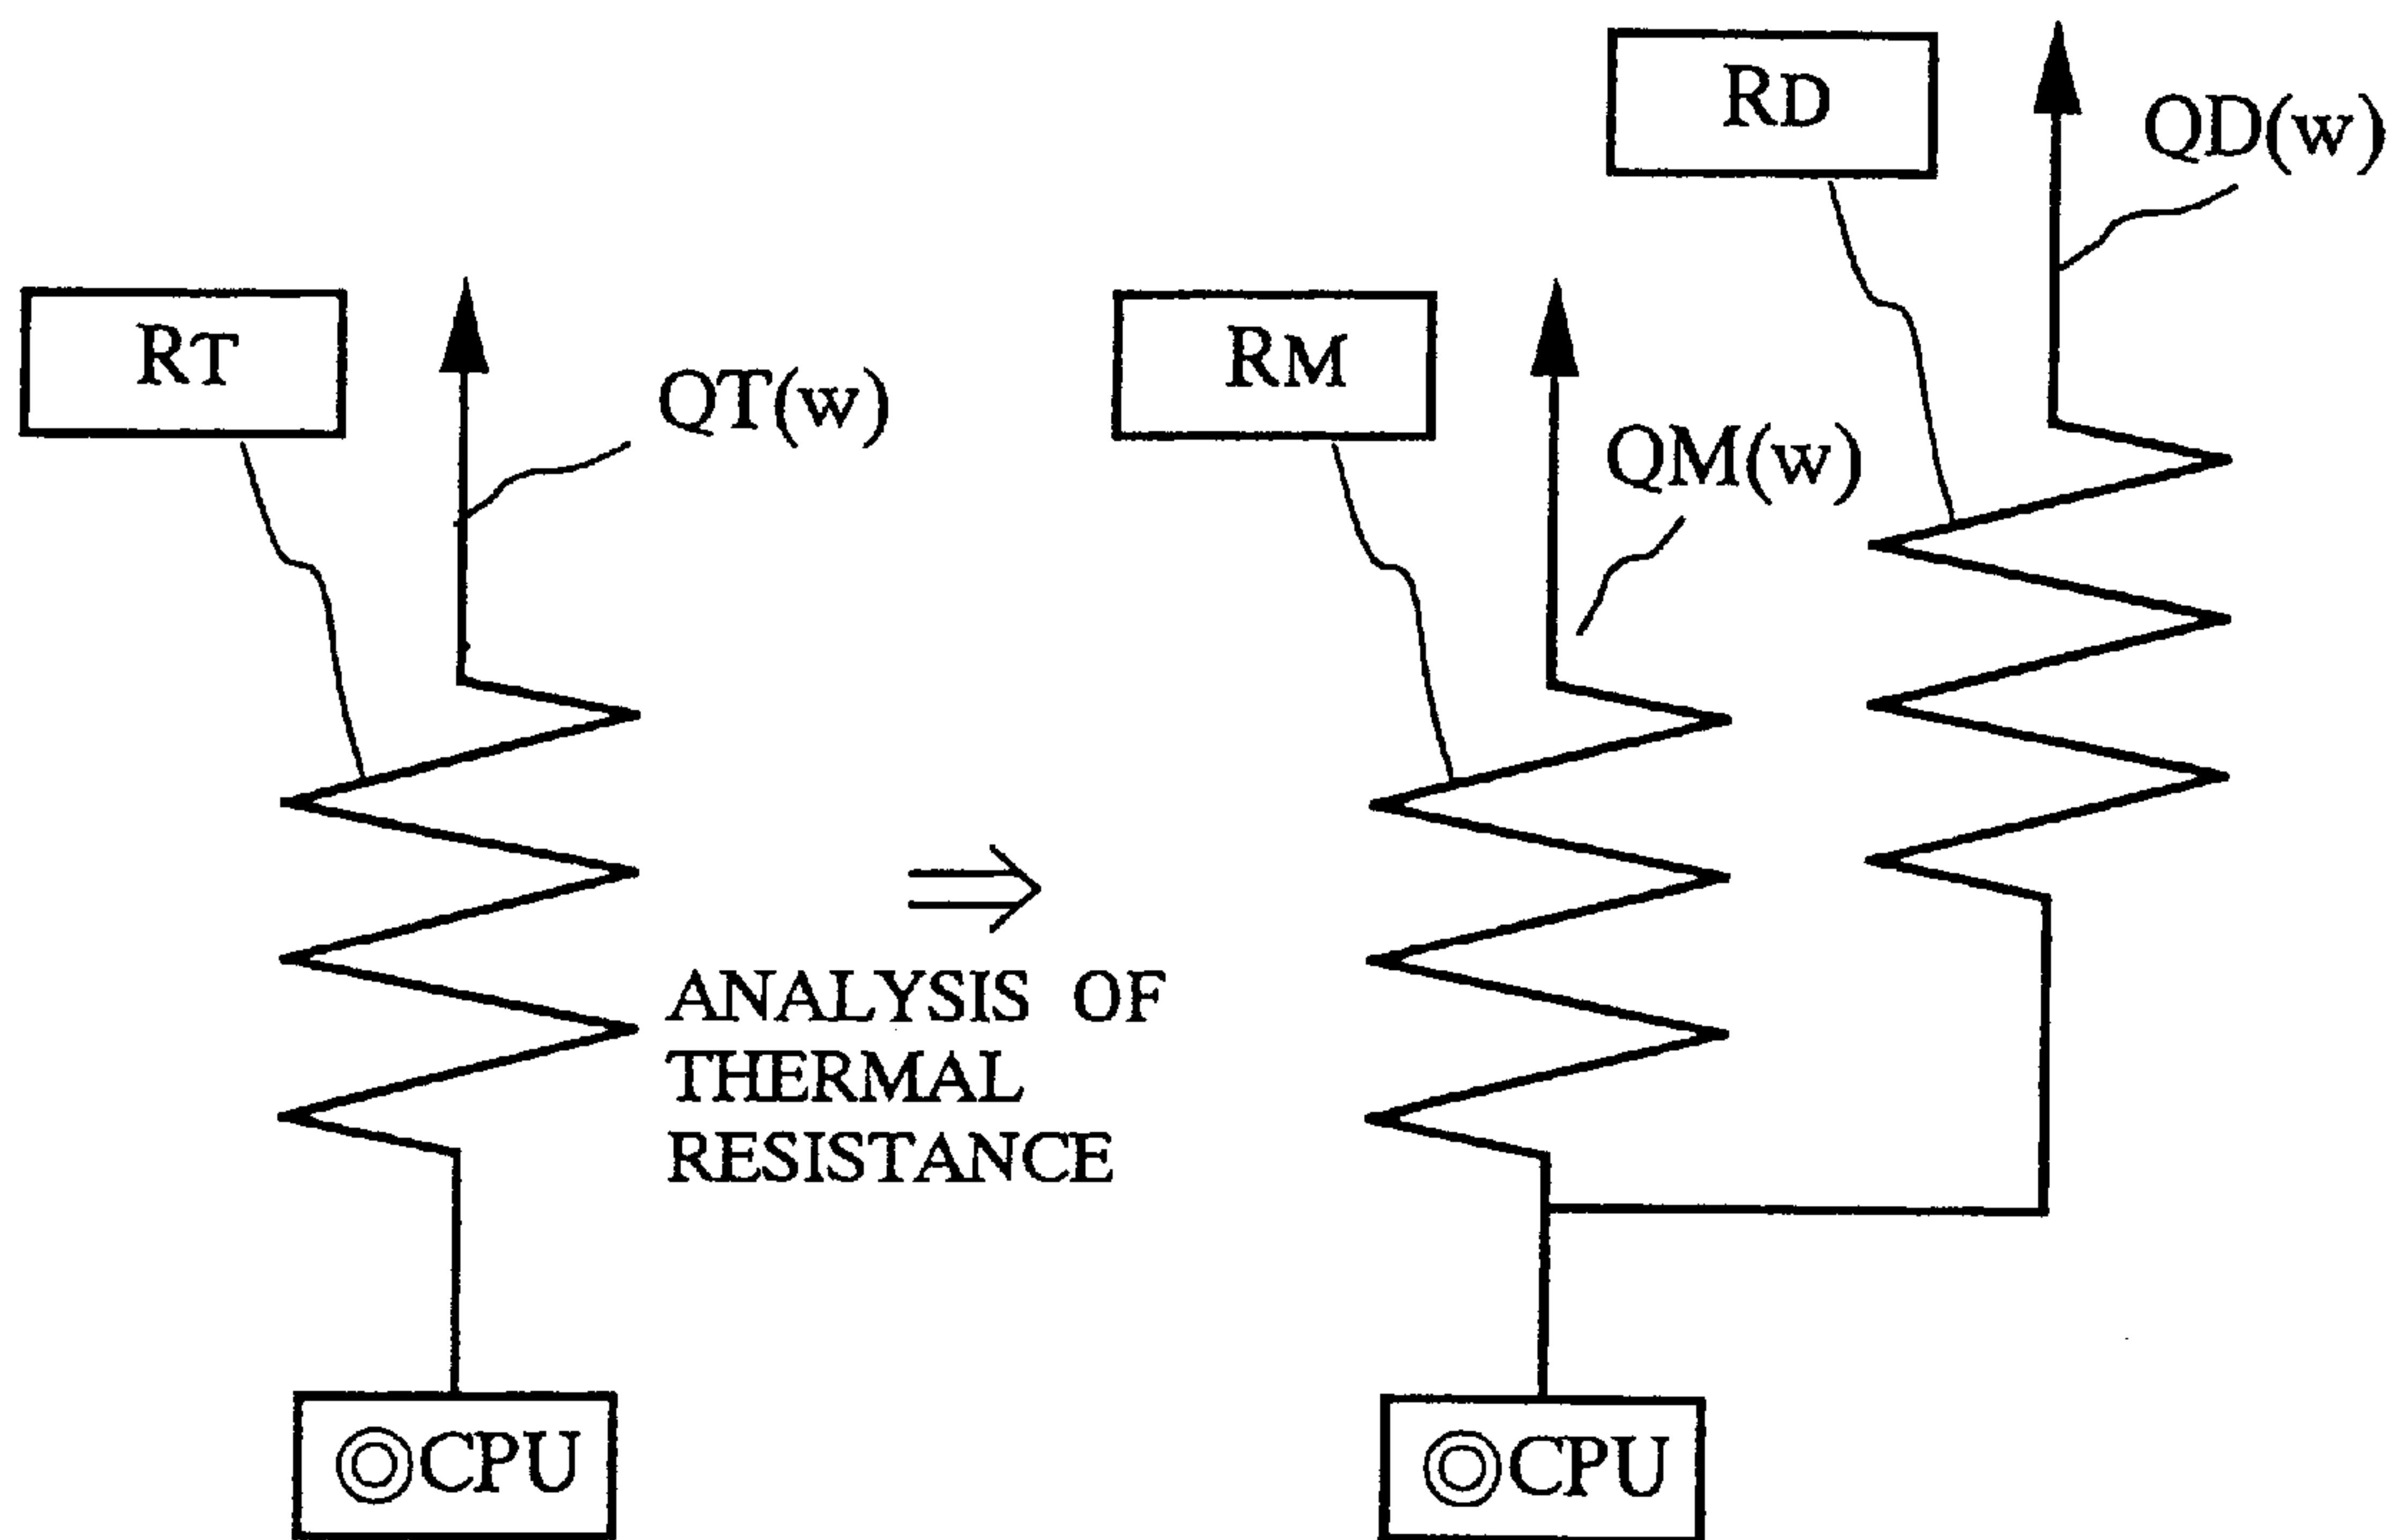 RD
QD(w)
RT
QT(w)
RM
QM(w)
ANALYSIS OF
THERMAL
RESISTANCE
◎CPU
◎CPU